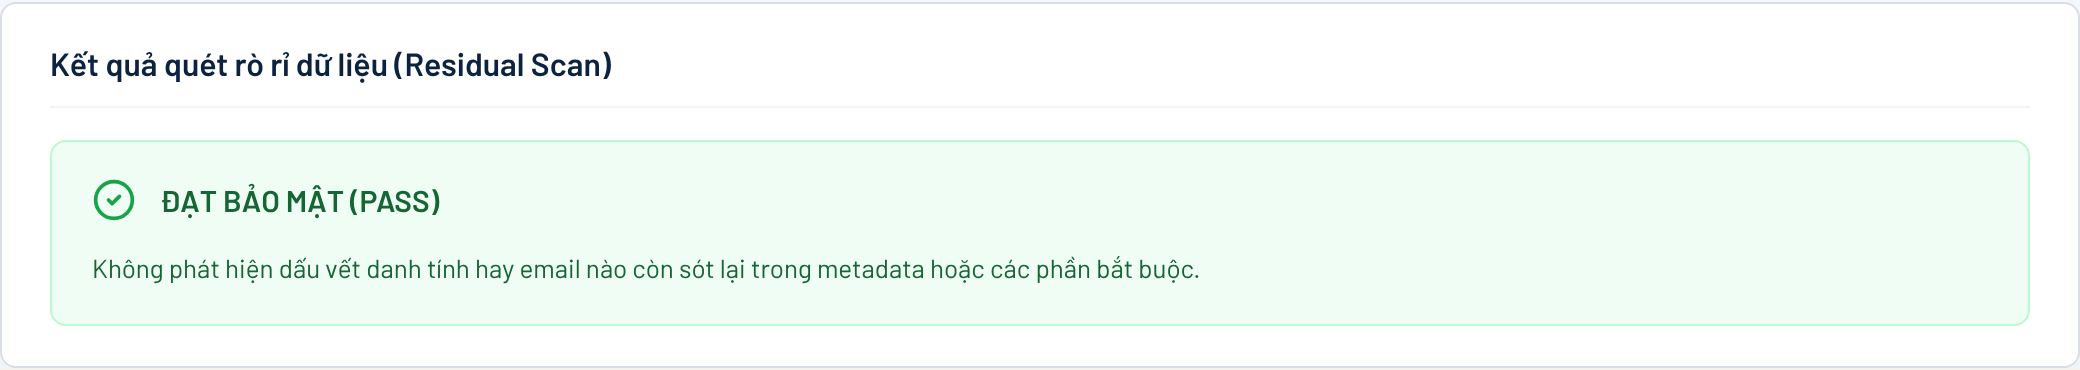 Kết quả quét rò rỉ dữ liệu (Residual Scan)
ĐẠT BẢO MẬT (PASS)
Không phát hiện dấu vết danh tính hay email nào còn sót lại trong metadata hoặc các phần bắt buộc.